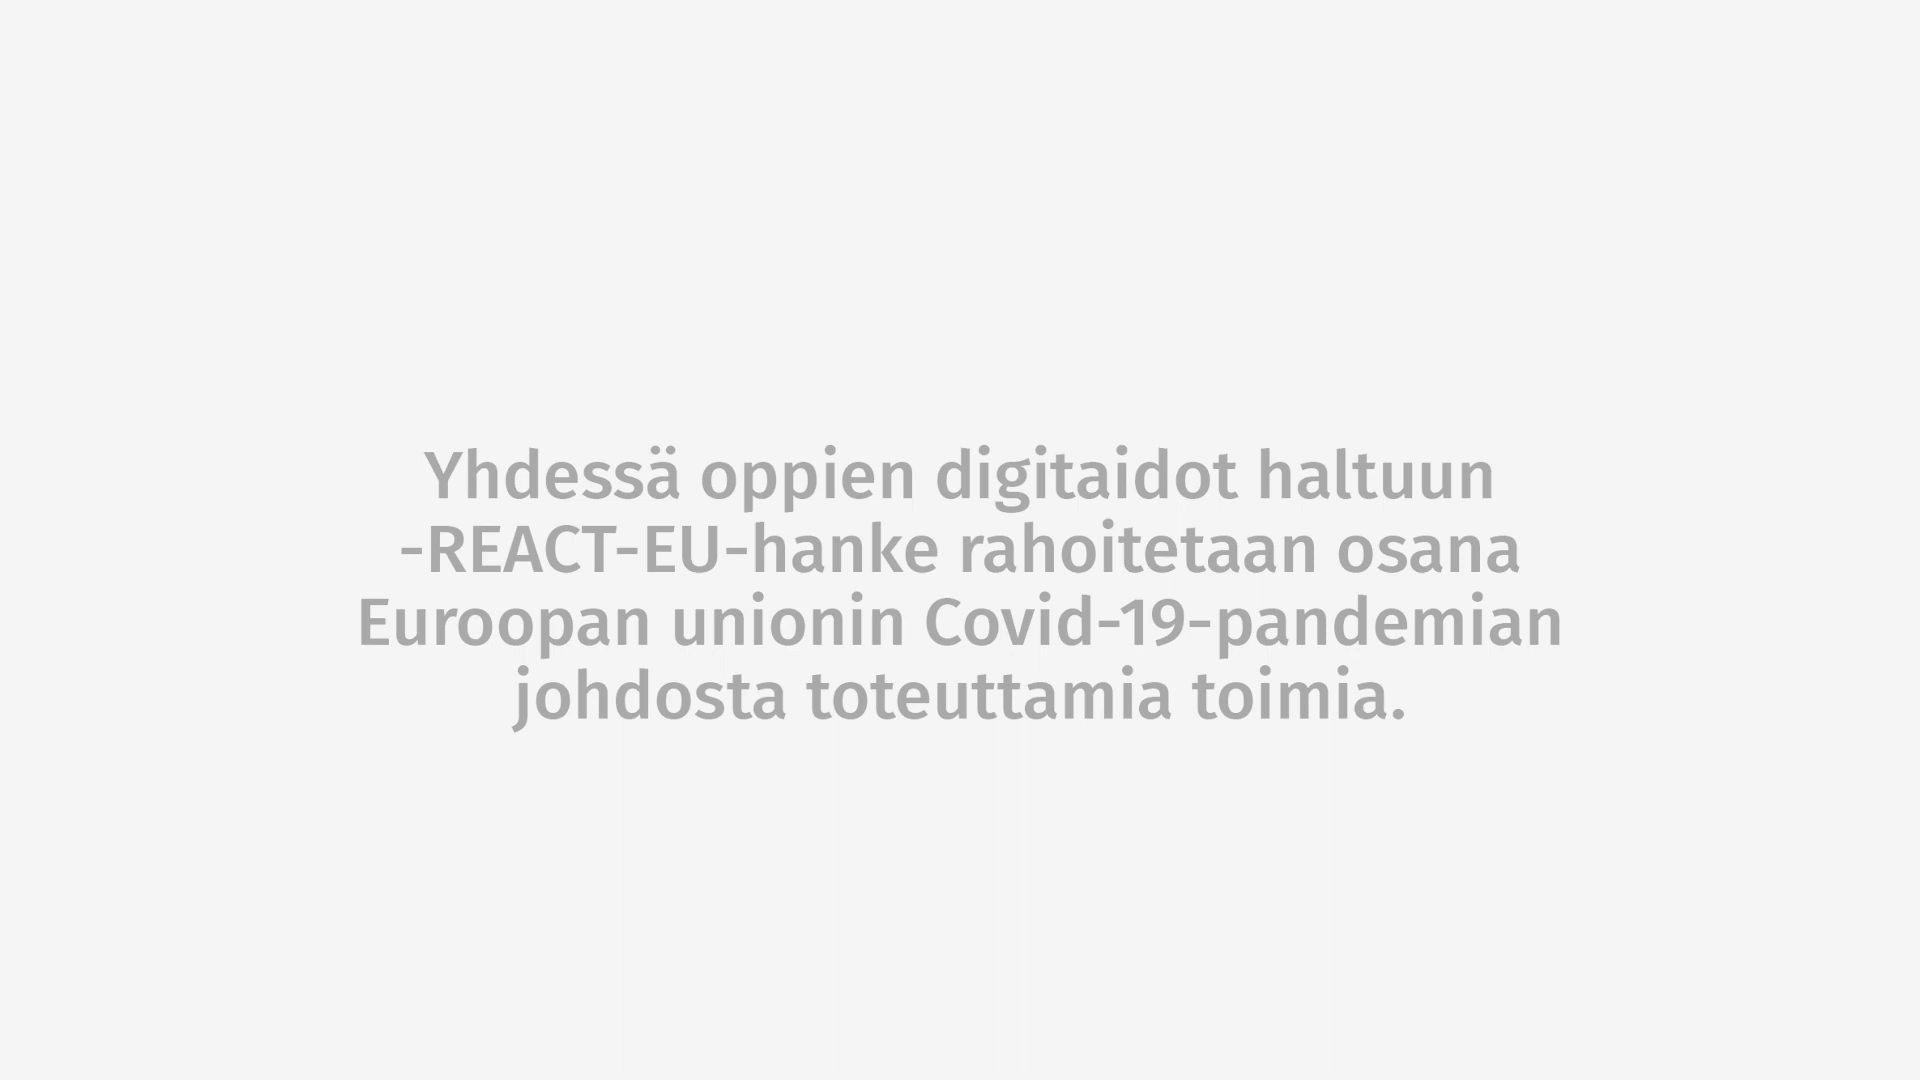 Yhdessä oppien digitaidot haltuun
-REACT-EU-hanke rahoitetaan osana
Euroopan unionin Covid-19-pandemian
johdosta toteuttamia toimia.